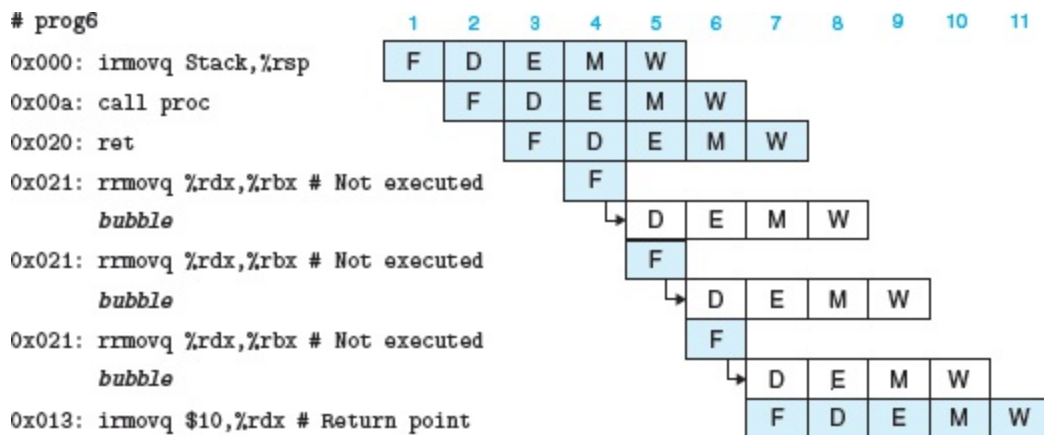 # prog6 1 2 3 4 5 6 7 8 9 10 11
0x000: irmovq Stack,%rsp F D E M W
0x00a: call proc F D E M W
0x020: ret F D E M W
0x021: rrmovq %rdx,%rbx # Not executed F
bubble D E M W
0x021: rrmovq %rdx,%rbx # Not executed F
bubble D E M W
0x021: rrmovq %rdx,%rbx # Not executed F
bubble D E M W
0x013: irmovq $10,%rdx # Return point F D E M W